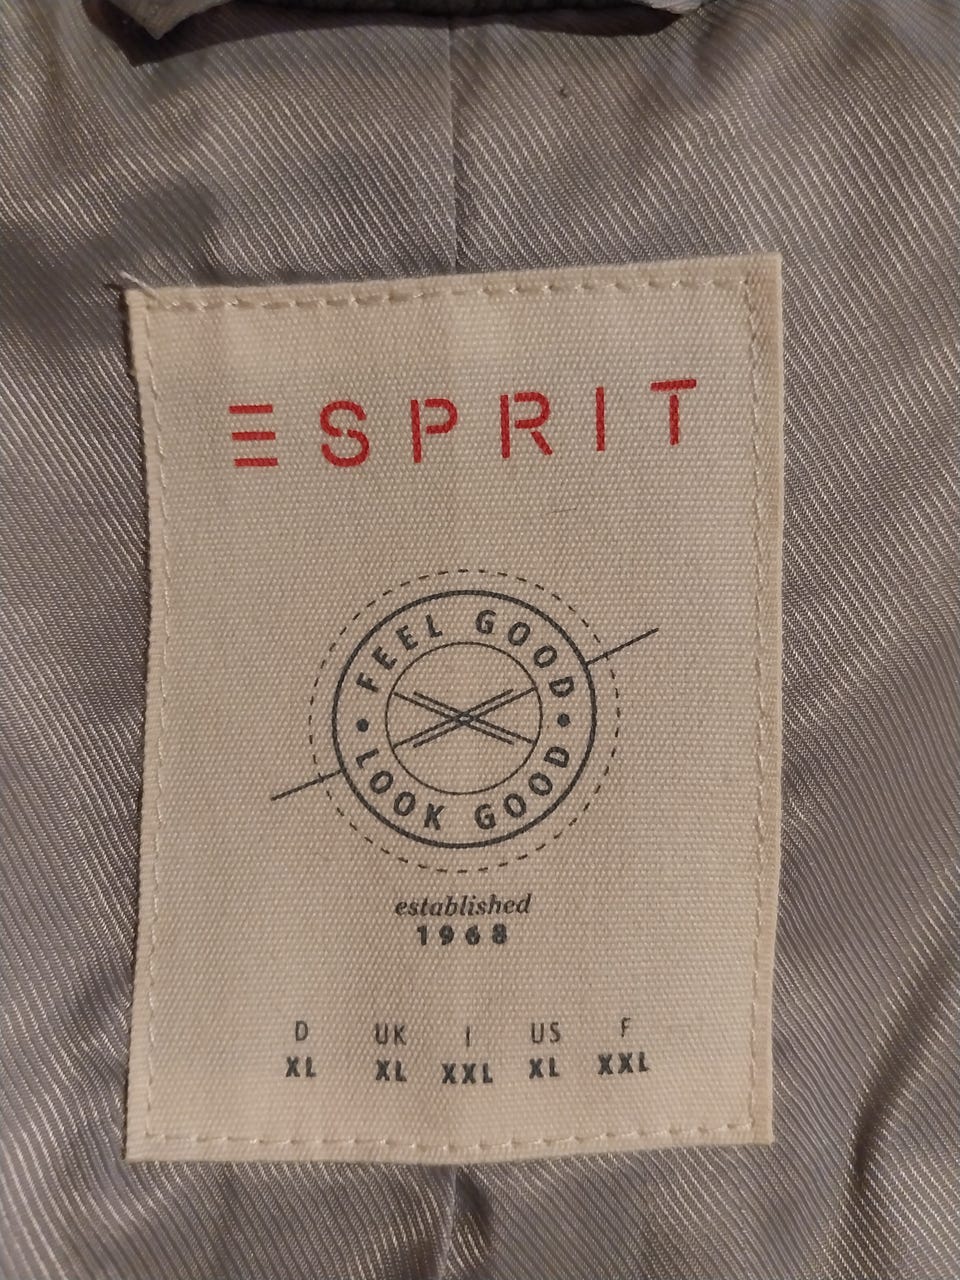 ESPRIT
FEEL GOOD
• LOOK GOOD •
established
1968
D UK I US F
XL XL XXL XL XXL